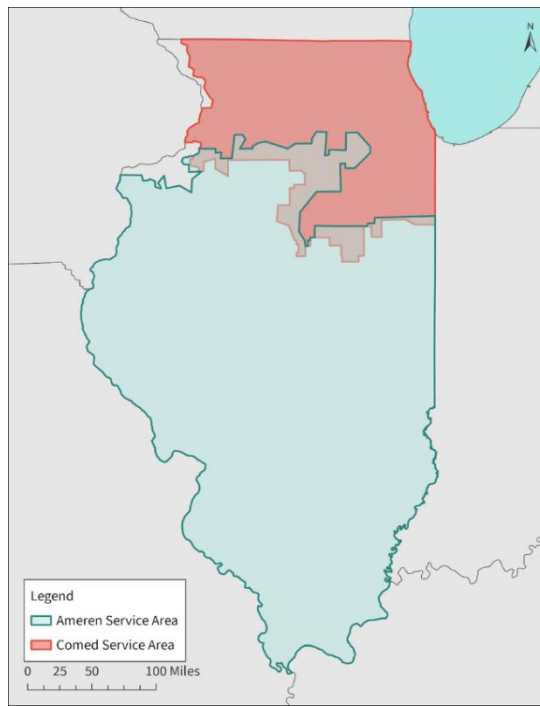 N
Legend
Ameren Service Area
Comed Service Area
0 25 50 100 Miles